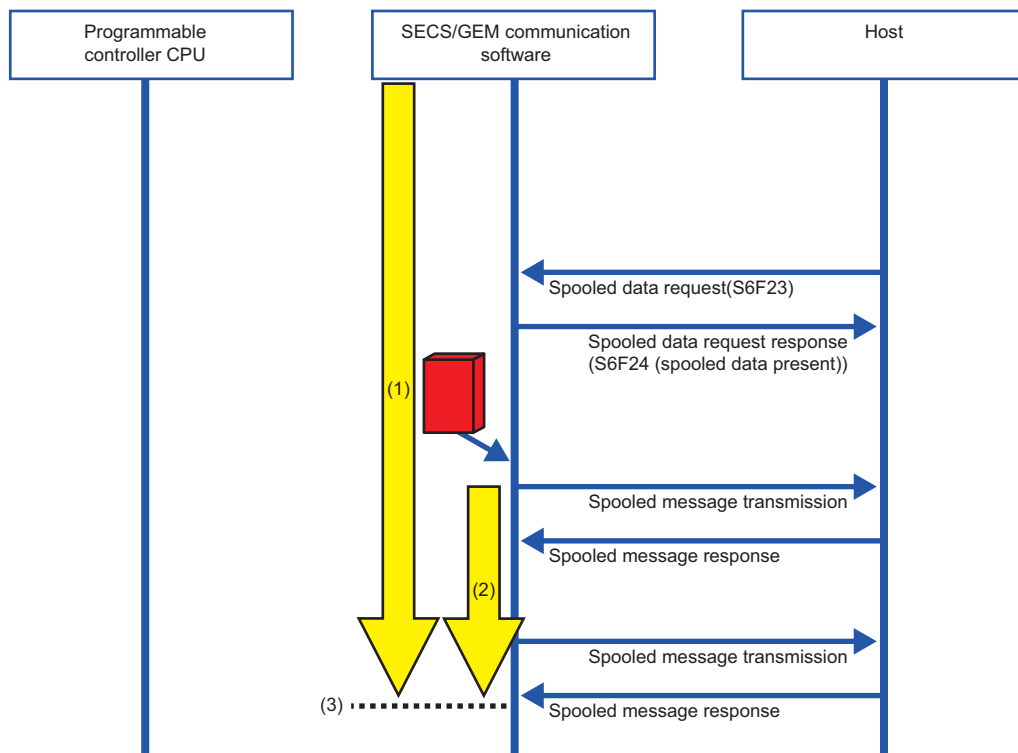 Programmable
controller CPU
SECS/GEM communication
software
Host
Spooled data request(S6F23)
Spooled data request response
(S6F24 (spooled data present))
(1)
Spooled message transmission
Spooled message response
(2)
Spooled message transmission
(3)
Spooled message response